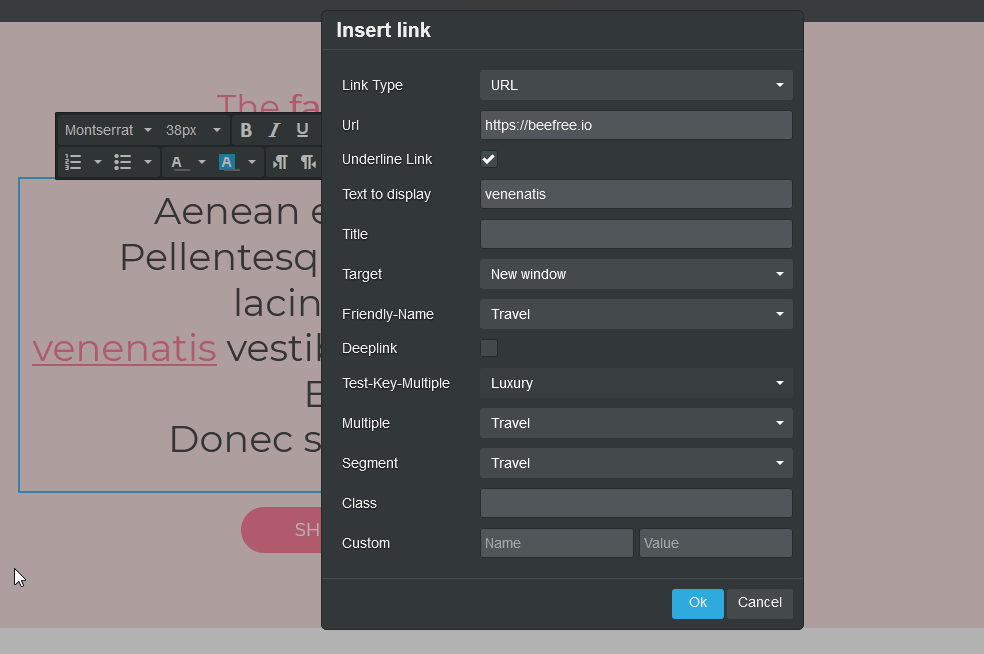 Insert link
Link Type URL
Url https://beefree.io
Underline Link
Text to display venenatis
Title
Target New window
Friendly-Name Travel
Deeplink
Test-Key-Multiple Luxury
Multiple Travel
Segment Travel
Class
Custom Name Value
Ok Cancel
The fa
Montserrat 38px B I U
A A
Aenean e
Pellentesq
lacin
venenatis vesti
E
Donec s
SH